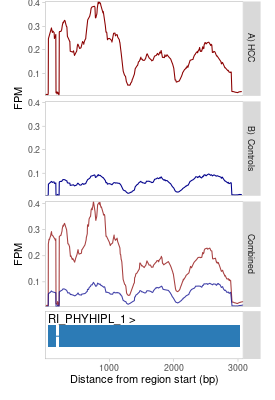 0.4
0.3
0.2
0.1
A) HCC
FPM
0.4
0.3
0.2
0.1
B) Controls
0.4
0.3
0.2
0.1
Combined
FPM
RI_PHYHIPL_1 >
1000 2000 3000
Distance from region start (bp)